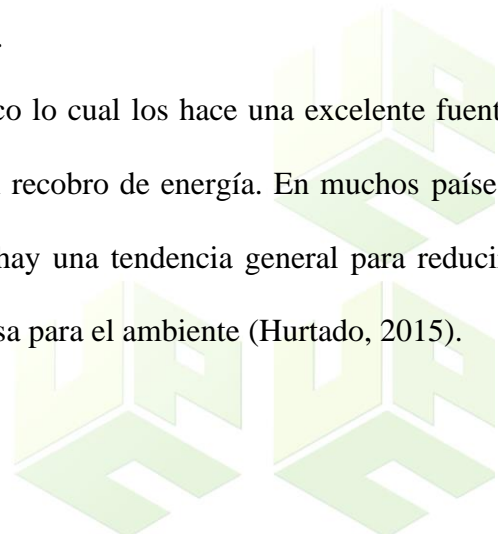 .
co lo cual los hace una excelente fuent
recobro de energía. En muchos paíse
hay una tendencia general para reduci
sa para el ambiente (Hurtado, 2015).